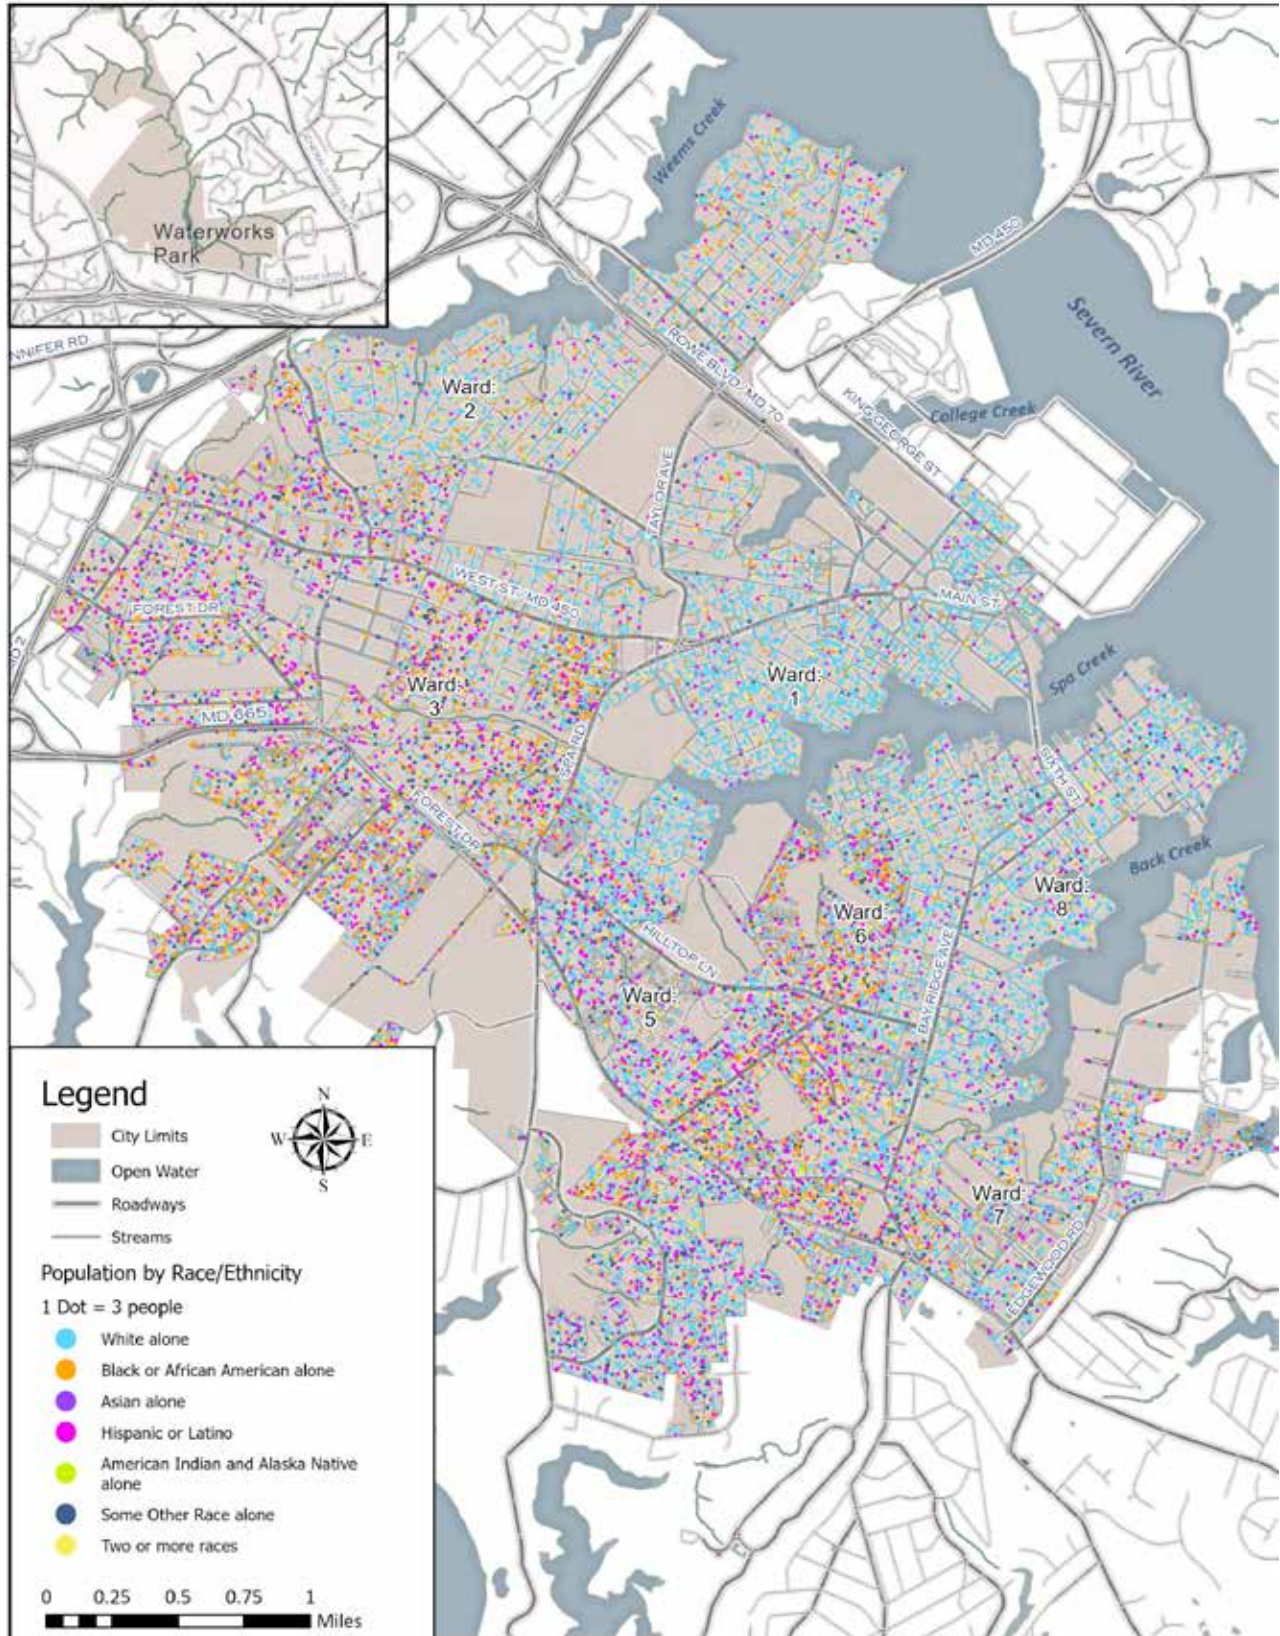 Waterworks
Park
Weems Creek
MD 450
Severn River
NNIFER RD
ROWE BLVD/ MD 70
Ward:
2
KING GEORGE ST
College Creek
TAYLOR AVE
WEST ST/ MD 450
MAIN ST
FOREST DR
Ward:
3
Ward:
1
Spa Creek
MD 665
SPA RD
SIXTH ST
FOREST DR
Back Creek
Ward:
8
Ward:
6
HILLTOP LN
BAY RIDGE AVE
Ward:
5
Ward:
7
EDGEWOOD RD
Legend
N
W
E
S
City Limits
Open Water
Roadways
Streams
Population by Race/Ethnicity
1 Dot = 3 people
White alone
Black or African American alone
Asian alone
Hispanic or Latino
American Indian and Alaska Native
alone
Some Other Race alone
Two or more races
0 0.25 0.5 0.75 1
Miles